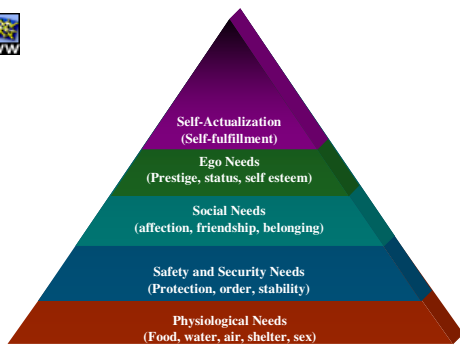 Self-Actualization
(Self-fulfillment)
Ego Needs
(Prestige, status, self esteem)
Social Needs
(affection, friendship, belonging)
Safety and Security Needs
(Protection, order, stability)
Physiological Needs
(Food, water, air, shelter, sex)